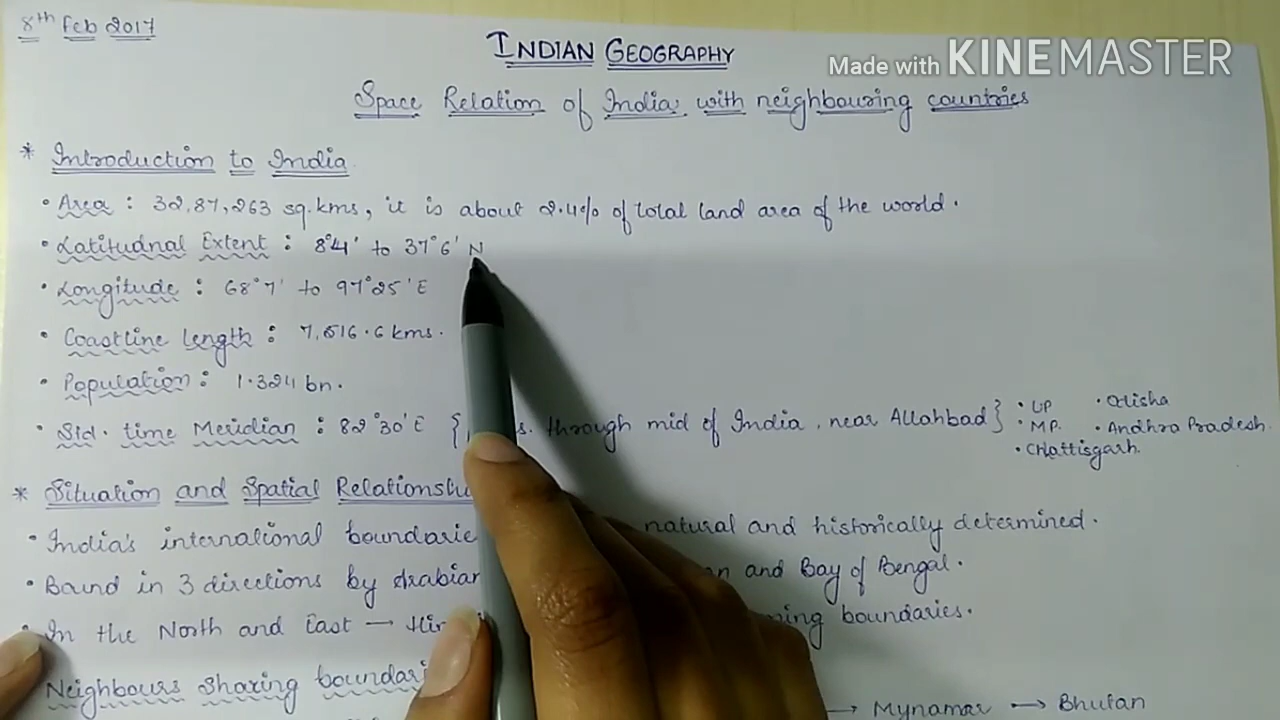 8th Feb 2017
INDIAN GEOGRAPHY
Made with KINEMASTER
Space Relation of India with neighbouring countries
* Introduction to India
• Area : 32,87,263 sq.kms, it is about 2.4% of total land area of the world.
• Latitudnal Extent : 8°4' to 37°6' N
• Longitude : 68°7' to 97°25' E
• Coastline length : 7,516.6 kms.
• Population : 1.324 bn.
• Std. time Meridian : 82°30' E { through mid of India, near Allahbad} • UP • Odisha
• MP. • Andhra Pradesh.
• Chattisgarh.
* Situation and Spatial
• India's international natural and historically determined.
• Bound in 3 directions by and Bay of Bengal.
• In the North and East → boundaries.
Neighbours sharing
→ Mynamar → Bhutan